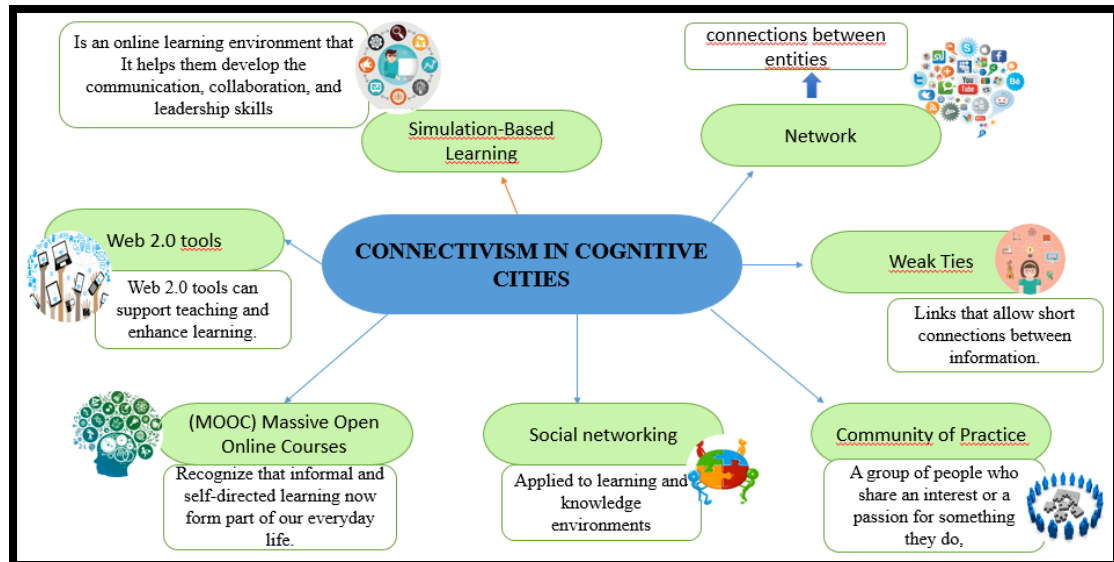 Is an online learning environment that
It helps them develop the
communication, collaboration, and
leadership skills
Simulation-Based
Learning
connections between
entities
Network
Web 2.0 tools
Web 2.0 tools can
support teaching and
enhance learning.
CONNECTIVISM IN COGNITIVE
CITIES
Weak Ties
Links that allow short
connections between
information.
(MOOC) Massive Open
Online Courses
Recognize that informal and
self-directed learning now
form part of our everyday
life.
Social networking
Applied to learning and
knowledge
environments
Community of Practice
A group of people who
share an interest or a
passion for something
they do,
You
Tube